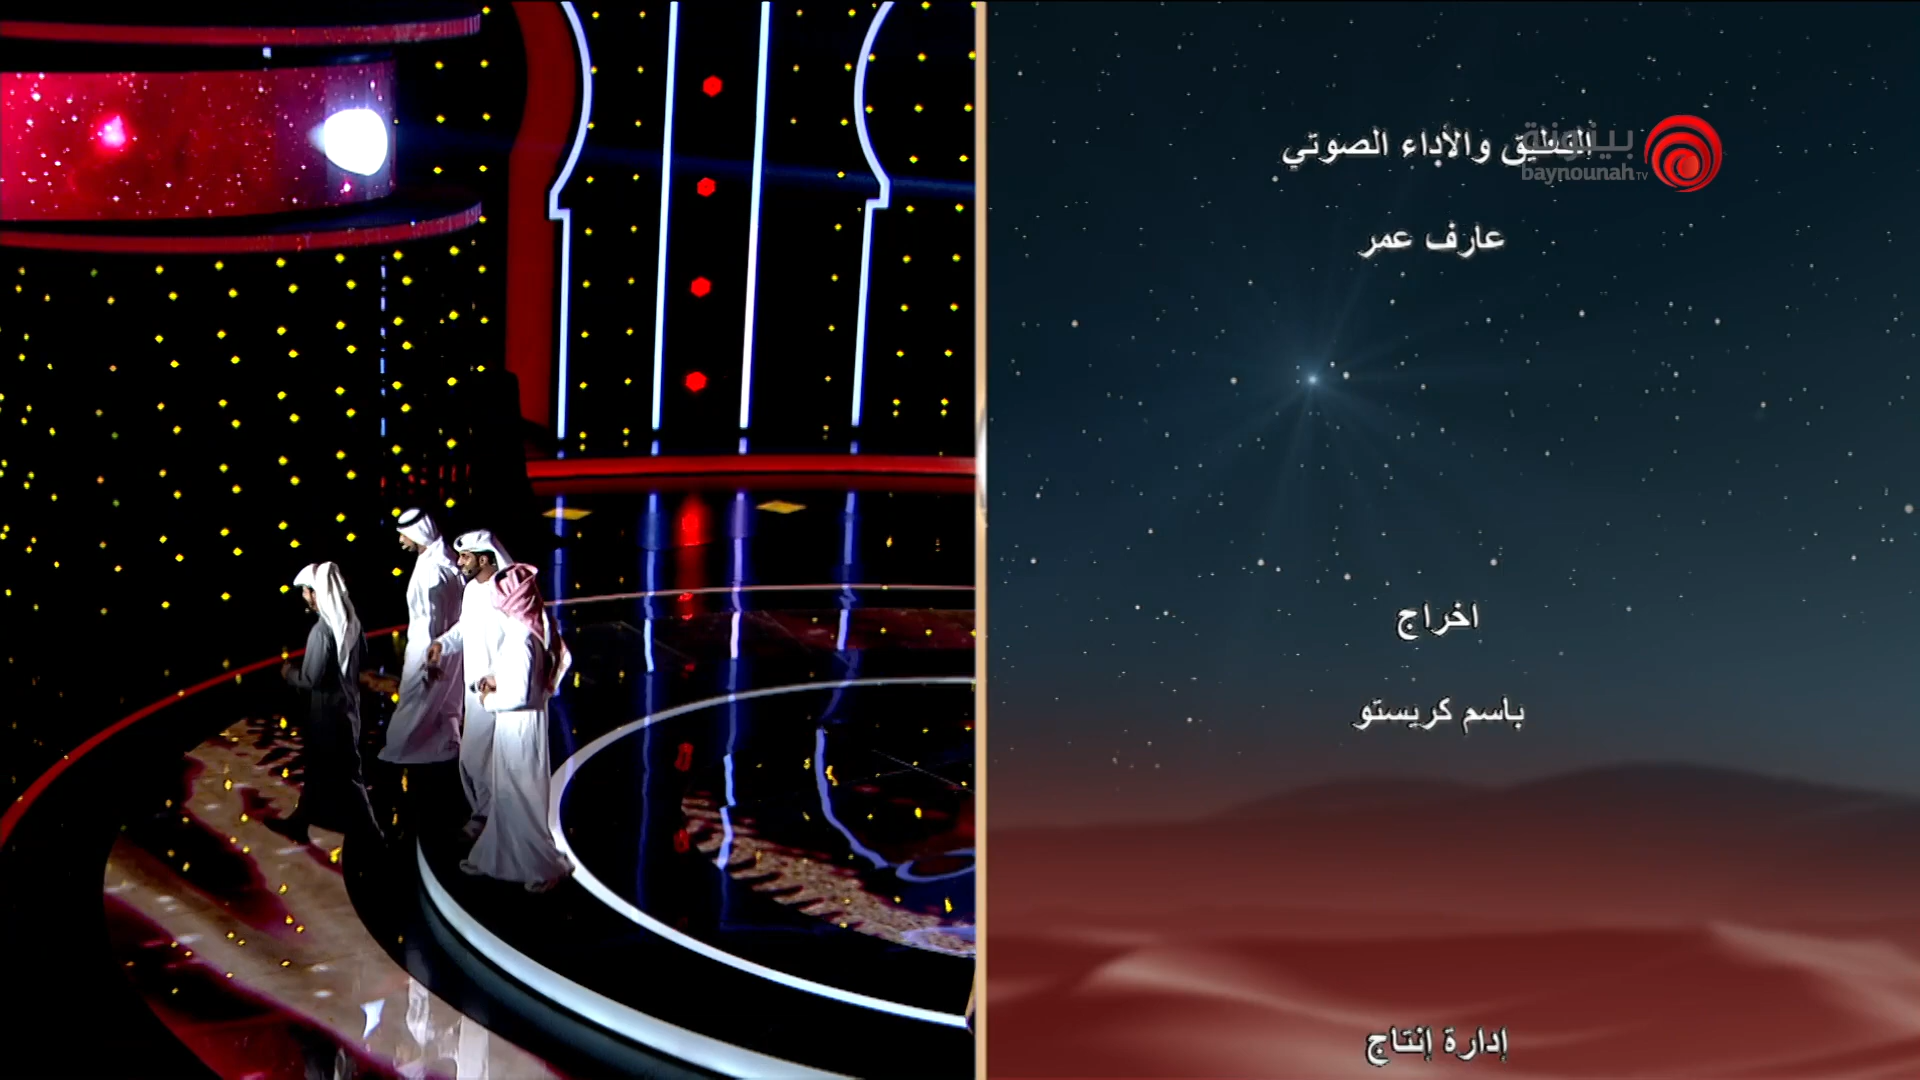 التعليق والأداء الصوتي
بينونة
baynounah TV
عارف عمر
اخراج
باسم كريستو
إدارة إنتاج